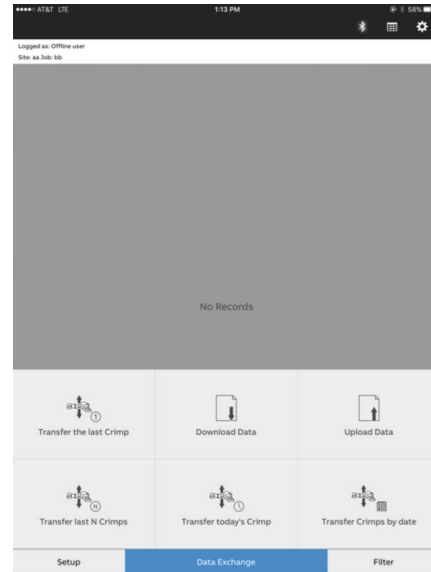 AT&T LTE 1:13 PM 58%
Logged as: Offline user
Site: aa Job: bb
No Records
1
Transfer the last Crimp Download Data Upload Data
N
Transfer last N Crimps Transfer today's Crimp Transfer Crimps by date
Setup Data Exchange Filter